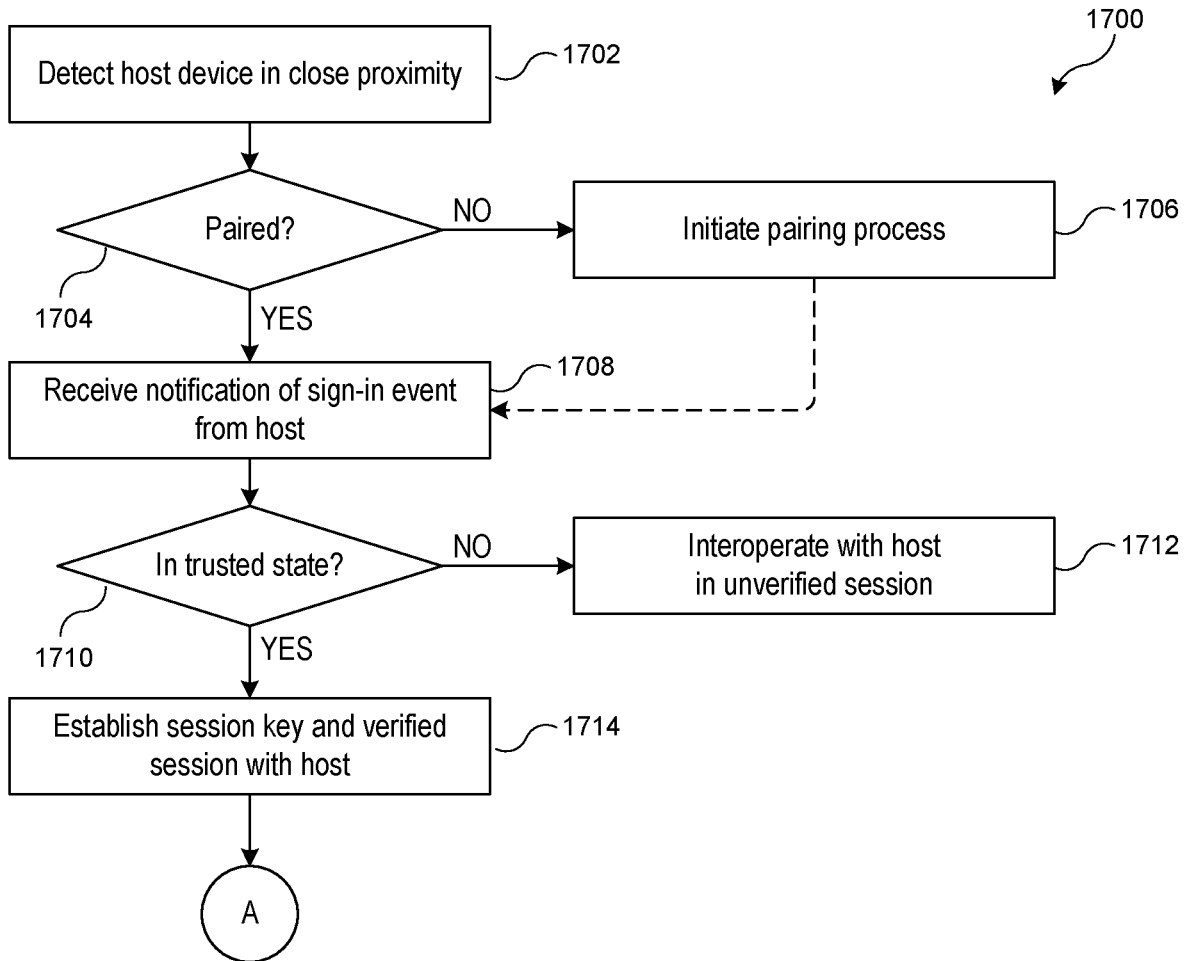 1700
Detect host device in close proximity
1702
Paired?
NO
1704
YES
Initiate pairing process
1706
Receive notification of sign-in event
from host
1708
In trusted state?
NO
1710
YES
Interoperate with host
in unverified session
1712
Establish session key and verified
session with host
1714
A